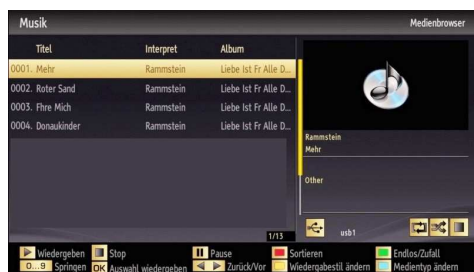 Musik Medienbrowser
Titel Interpret Album
0001. Mehr Rammstein Liebe Ist Fr Alle D...
0002. Roter Sand Rammstein Liebe Ist Fr Alle D...
0003. Fhre Mich Rammstein Liebe Ist Fr Alle D...
0004. Donaukinder Rammstein Liebe Ist Fr Alle D...
Rammstein
Mehr
Other
1/13
usb1
Wiedergeben Stop Pause Sortieren Endlos/Zufall
0...9 Springen OK Auswahl wiedergeben Zurück/Vor Wiedergabestil ändern Medientyp ändern